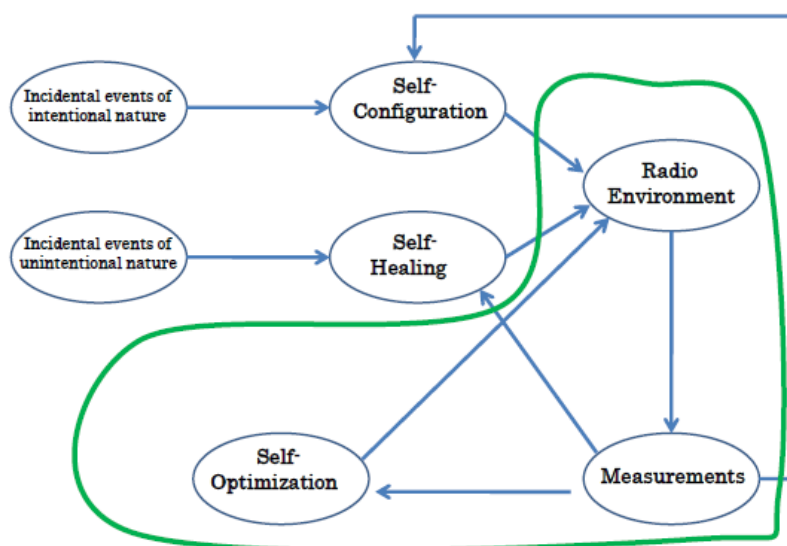 Self-
Configuration
Incidental events of
intentional nature
Radio
Environment
Incidental events of
unintentional nature
Self-
Healing
Self-
Optimization
Measurements